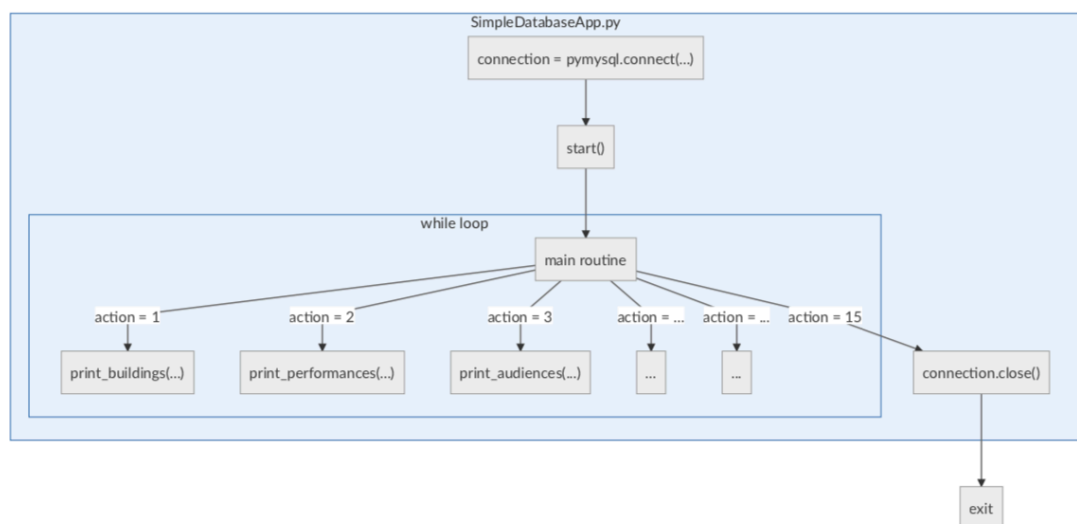 SimpleDatabaseApp.py
connection = pymysql.connect(...)
start()
while loop
main routine
action = 1
action = 2
action = 3
action = ...
action = ...
action = 15
print_buildings(...)
print_performances(...)
print_audiences(...)
...
...
connection.close()
exit